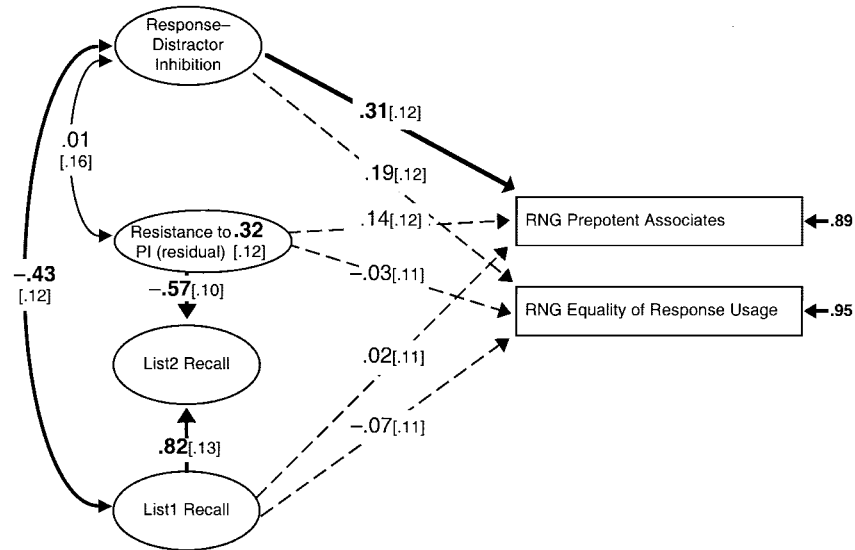 Response–
Distractor
Inhibition
.31[.12]
.01
[.16]
.19[.12]
.14[.12]
RNG Prepotent Associates
.89
Resistance to .32
PI (residual) [.12]
–.43
[.12]
–.03[.11]
–.57[.10]
RNG Equality of Response Usage
.95
List2 Recall
.02[.11]
–.07[.11]
.82[.13]
List1 Recall